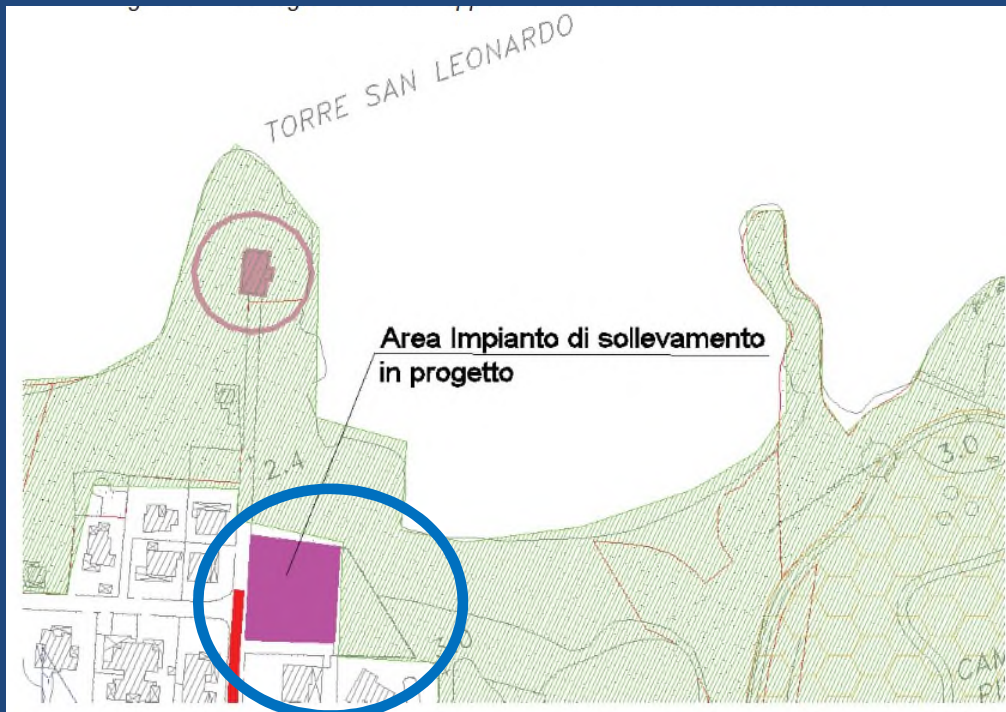 TORRE SAN LEONARDO
Area Impianto di sollevamento
in progetto
2.4
3.0